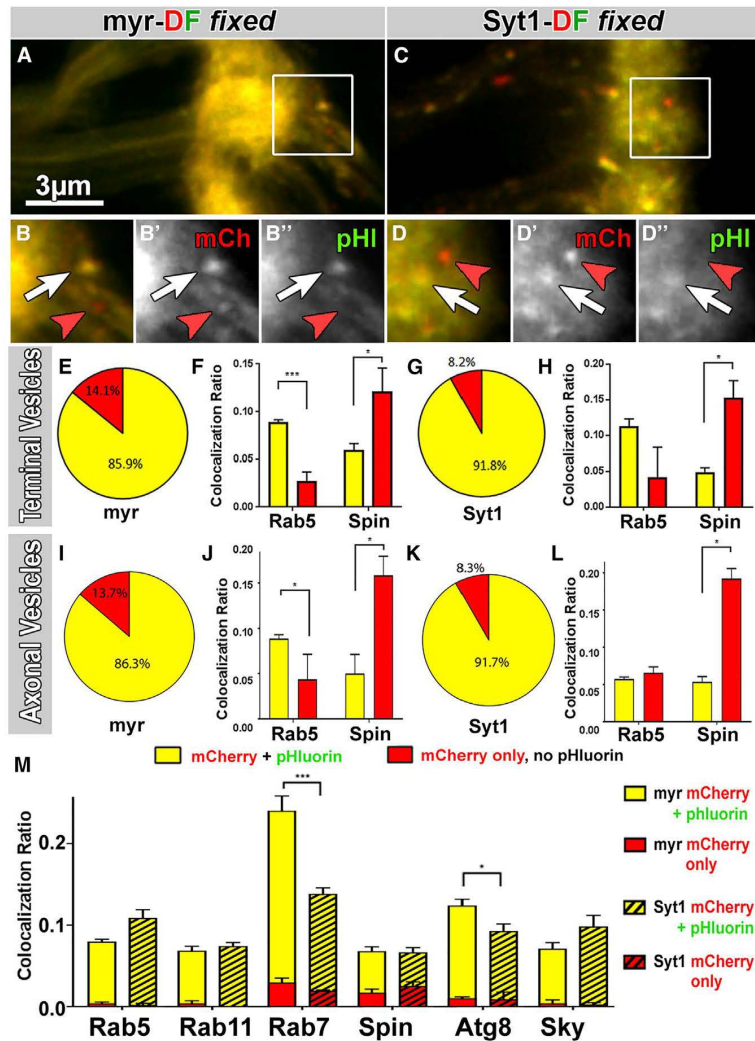 myr-DF fixed
Syt1-DF fixed
A
C
3μm
B
B'
mCh
B''
pHl
D
D'
mCh
D''
pHl
Terminal Vesicles
E
14.1%
85.9%
myr
F
Colocalization Ratio
0.15
0.10
0.05
0.00
***
*
Rab5
Spin
G
8.2%
91.8%
Syt1
H
Colocalization Ratio
0.20
0.15
0.10
0.05
0.00
*
Rab5
Spin
Axonal Vesicles
I
13.7%
86.3%
myr
J
Colocalization Ratio
0.20
0.15
0.10
0.05
0.00
*
*
Rab5
Spin
K
8.3%
91.7%
Syt1
L
Colocalization Ratio
0.20
0.15
0.10
0.05
0.00
*
Rab5
Spin
mCherry + pHluorin
mCherry only, no pHluorin
M
Colocalization Ratio
0.2
0.1
0.0
***
*
Rab5
Rab11
Rab7
Spin
Atg8
Sky
myr mCherry
+ phluorin
myr mCherry
only
Syt1 mCherry
+ pHluorin
Syt1 mCherry
only